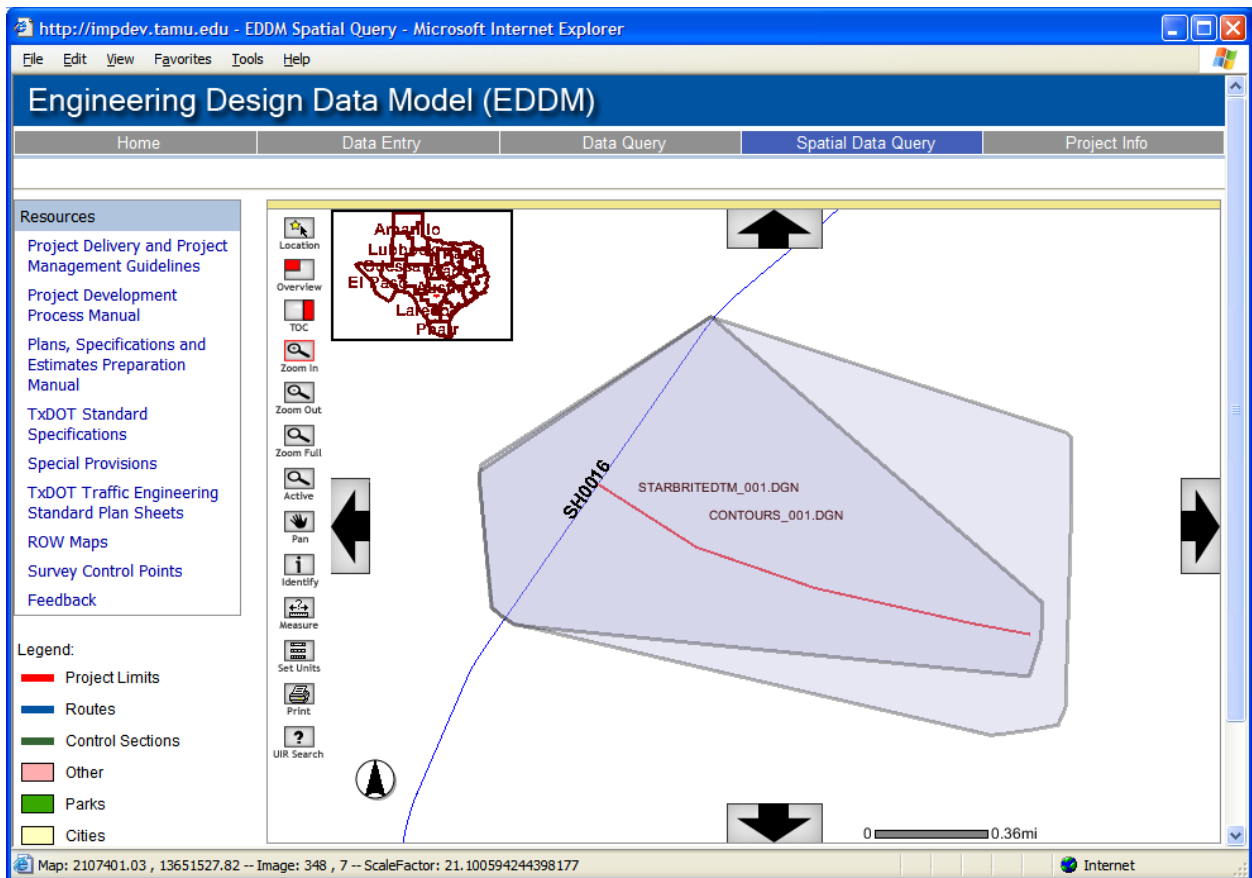 http://impdev.tamu.edu - EDDM Spatial Query - Microsoft Internet Explorer
File Edit View Favorites Tools Help
Engineering Design Data Model (EDDM)
Home Data Entry Data Query Spatial Data Query Project Info
Resources
Project Delivery and Project
Management Guidelines
Project Development
Process Manual
Plans, Specifications and
Estimates Preparation
Manual
TxDOT Standard
Specifications
Special Provisions
TxDOT Traffic Engineering
Standard Plan Sheets
ROW Maps
Survey Control Points
Feedback
Legend:
Project Limits
Routes
Control Sections
Other
Parks
Cities
Location
Overview
TOC
Zoom In
Zoom Out
Zoom Full
Active
Pan
Identify
Measure
Set Units
Print
UIR Search
Amarillo
Lubbock
Odessa
El Paso
Austin
Laredo
Pharr
SH0016
STARBRITEDTM_001.DGN
CONTOURS_001.DGN
0 0.36mi
Map: 2107401.03 , 13651527.82 -- Image: 348 , 7 -- ScaleFactor: 21.100594244398177
Internet